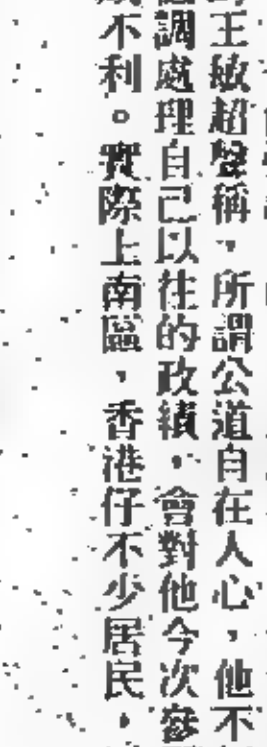 王敏超聲稱，所謂公道自在人心，他不
調處理自己以往的政績，會對他今次參
不利。實際上南區，香港仔不少居民，